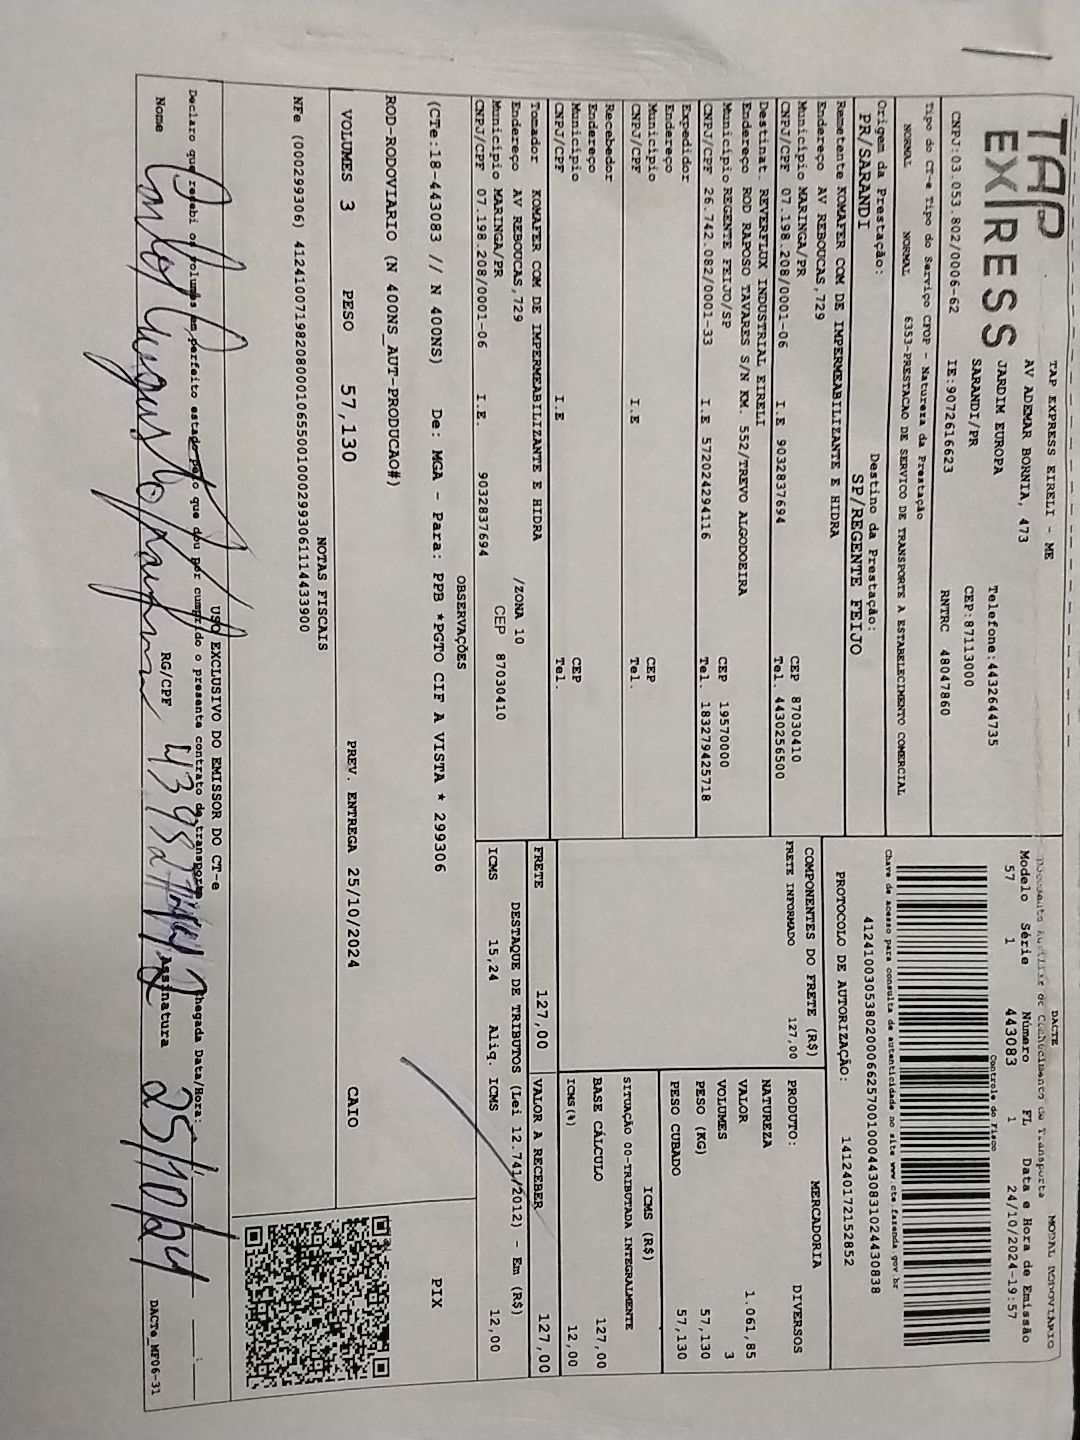 TAP
EXPRESS
TAP EXPRESS EIRELI - ME
AV ADEMAR BORNIA, 473
JARDIM EUROPA
SARANDI/PR
Telefone:4432644735
CEP:87113000
CNPJ:03.053.802/0006-62 IE:9072616623 RNTRC 48047860
DACTE MODAL RODOVIÁRIO
Documento Auxiliar de Conhecimento de Transporte
Modelo Série Número FL Data e Hora de Emissão
57 1 443083 1 24/10/2024-19:57
Controle do Fisco
Chave de acesso para consulta de autenticidade no site www.cte.fazenda.gov.br
41241003053802000662570010004430831024430838
PROTOCOLO DE AUTORIZAÇÃO: 141240172152852
Tipo do CT-e Tipo do Serviço CFOP - Natureza da Prestação
NORMAL NORMAL 6353-PRESTACAO DE SERVICO DE TRANSPORTE A ESTABELECIMENTO COMERCIAL
Origem da Prestação: Destino da Prestação:
PR/SARANDI SP/REGENTE FEIJO
Remetente KOMAFER COM DE IMPERMEABILIZANTE E HIDRA
Endereço AV REBOUCAS,729
Município MARINGA/PR CEP 87030410
CNPJ/CPF 07.198.208/0001-06 I.E 9032837694 Tel. 4430256500
Destinat. REVERFLUX INDUSTRIAL EIRELI
Endereço ROD RAPOSO TAVARES S/N KM. 552/TREVO ALGODOEIRA
Município REGENTE FEIJO/SP CEP 19570000
CNPJ/CPF 26.742.082/0001-33 I.E 572024294116 Tel. 183279425718
Expedidor
Endereço
Município CEP
CNPJ/CPF I.E Tel.
Recebedor
Endereço
Município CEP
CNPJ/CPF I.E Tel.
Tomador KOMAFER COM DE IMPERMEABILIZANTE E HIDRA
Endereço AV REBOUCAS,729 /ZONA 10
Município MARINGA/PR CEP 87030410
CNPJ/CPF 07.198.208/0001-06 I.E. 9032837694
COMPONENTES DO FRETE (R$)
FRETE INFORMADO 127,00
PRODUTO: MERCADORIA
NATUREZA DIVERSOS
VALOR 1.061,85
VOLUMES 3
PESO (KG) 57,130
PESO CUBADO 57,130
ICMS (R$)
SITUAÇÃO 00-TRIBUTADA INTEGRALMENTE
BASE CÁLCULO 127,00
ICMS(%) 12,00
FRETE 127,00 VALOR A RECEBER 127,00
DESTAQUE DE TRIBUTOS (Lei 12.741/2012) - Em (R$)
ICMS 15,24 Aliq. ICMS 12,00
OBSERVAÇÕES
(CTe:18-443083 // N 400NS) De: MGA - Para: PPB *PGTO CIF A VISTA * 299306
ROD-RODOVIARIO (N 400NS_AUT-PRODUCAO#)
PIX
VOLUMES 3 PESO 57,130 PREV. ENTREGA 25/10/2024 CAIO
NOTAS FISCAIS
NFe (000299306) 41241007198208000106550010002993061114433900
USO EXCLUSIVO DO EMISSOR DO CT-e
Declaro que recebi os volumes em perfeito estado pelo que dou por cumprido o presente contrato de transporte Chegada Data/Hora:
Nome RG/CPF Assinatura 25/10/24
DACTe_MF06-31